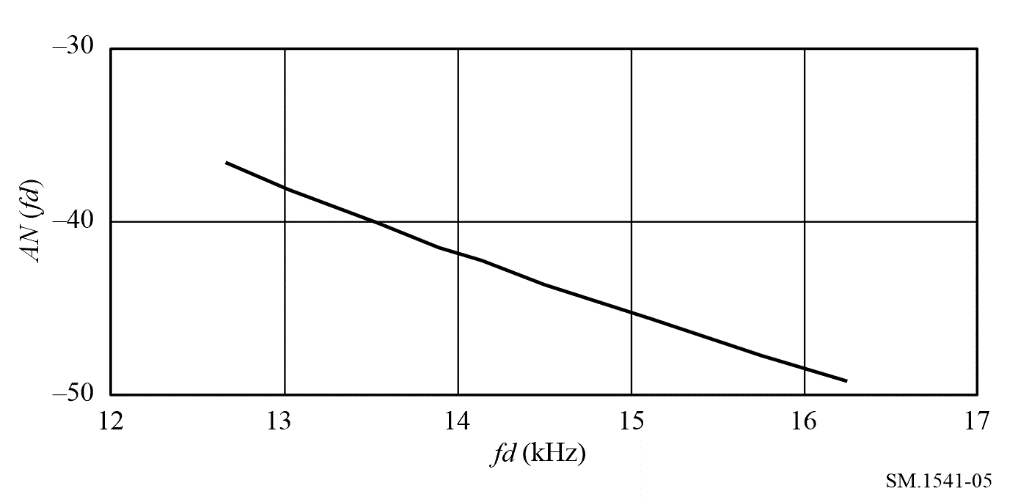 –30
–40
–50
AN (fd)
12 13 14 15 16 17
fd (kHz)
SM.1541-05